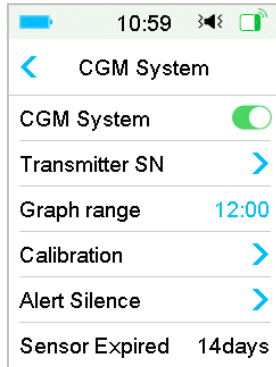 10:59
CGM System
CGM System
Transmitter SN
Graph range 12:00
Calibration
Alert Silence
Sensor Expired 14days